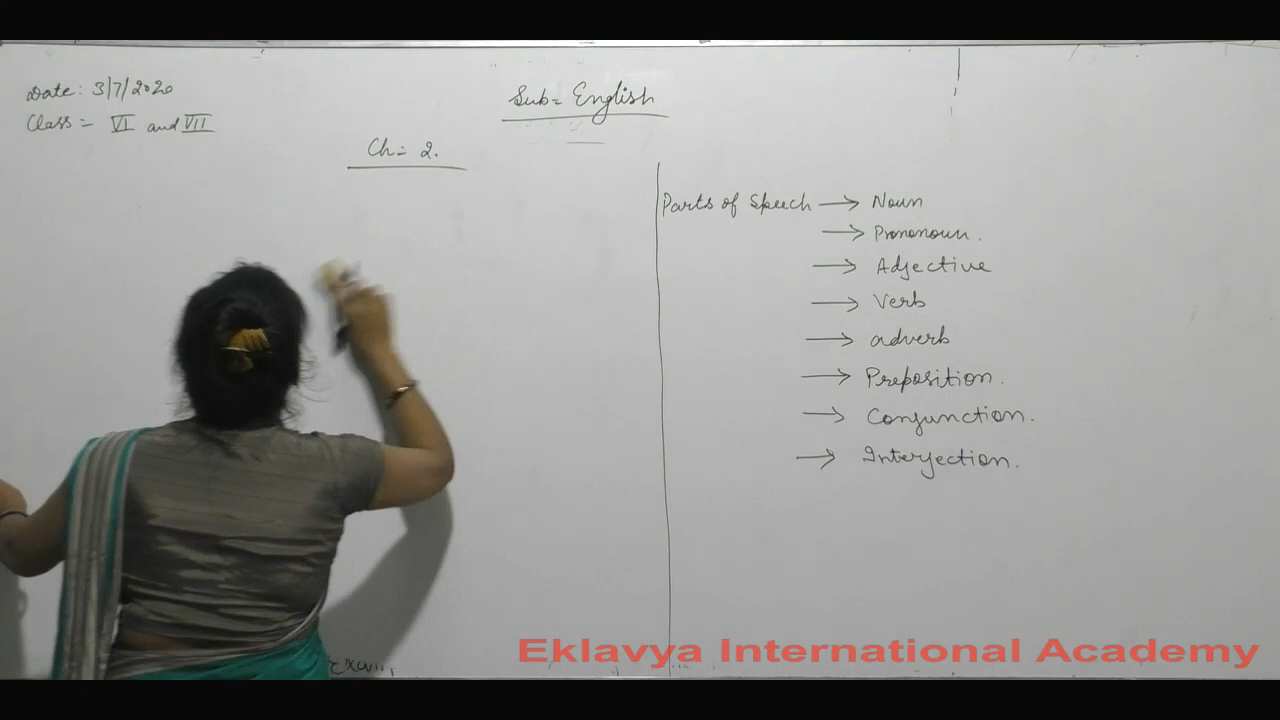 Date: 3/7/2020
Class = VI and VII
Sub = English
Ch = 2.
Parts of Speech → Noun
→ Prononoun.
→ Adjective
→ Verb
→ adverb
→ Preposition.
→ Conjunction.
→ Interjection.
Eklavya International Academy